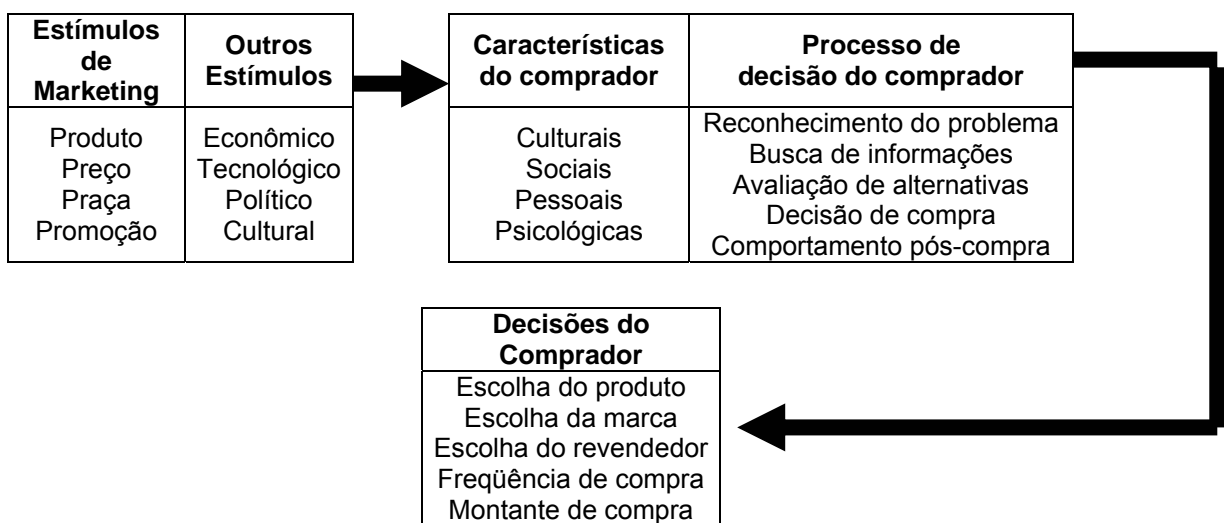 Estímulos
de
Marketing
Outros
Estímulos
Produto
Preço
Praça
Promoção
Econômico
Tecnológico
Político
Cultural
Características
do comprador
Processo de
decisão do comprador
Culturais
Sociais
Pessoais
Psicológicas
Reconhecimento do problema
Busca de informações
Avaliação de alternativas
Decisão de compra
Comportamento pós-compra
Decisões do
Comprador
Escolha do produto
Escolha da marca
Escolha do revendedor
Freqüência de compra
Montante de compra